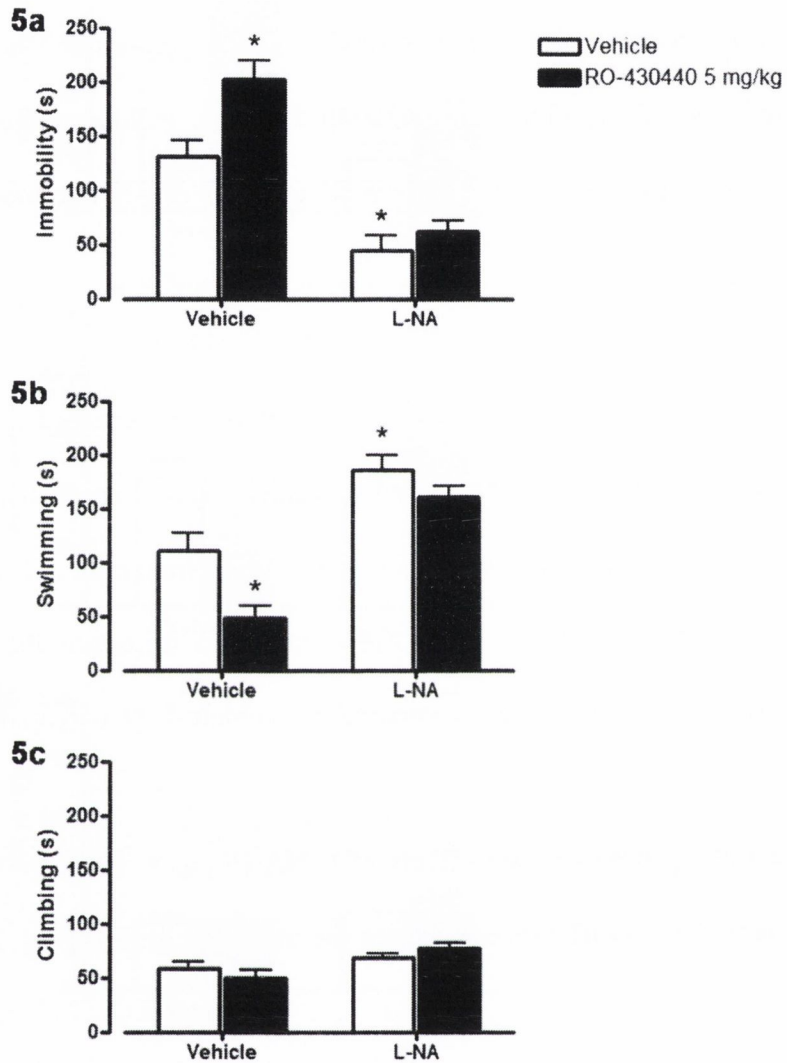 5a
250
*
200
150
*
100
50
0
Immobility (s)
Vehicle
L-NA
Vehicle
RO-430440 5 mg/kg
5b
250
*
200
150
100
*
50
0
Swimming (s)
Vehicle
L-NA
5c
250
200
150
100
50
0
Climbing (s)
Vehicle
L-NA